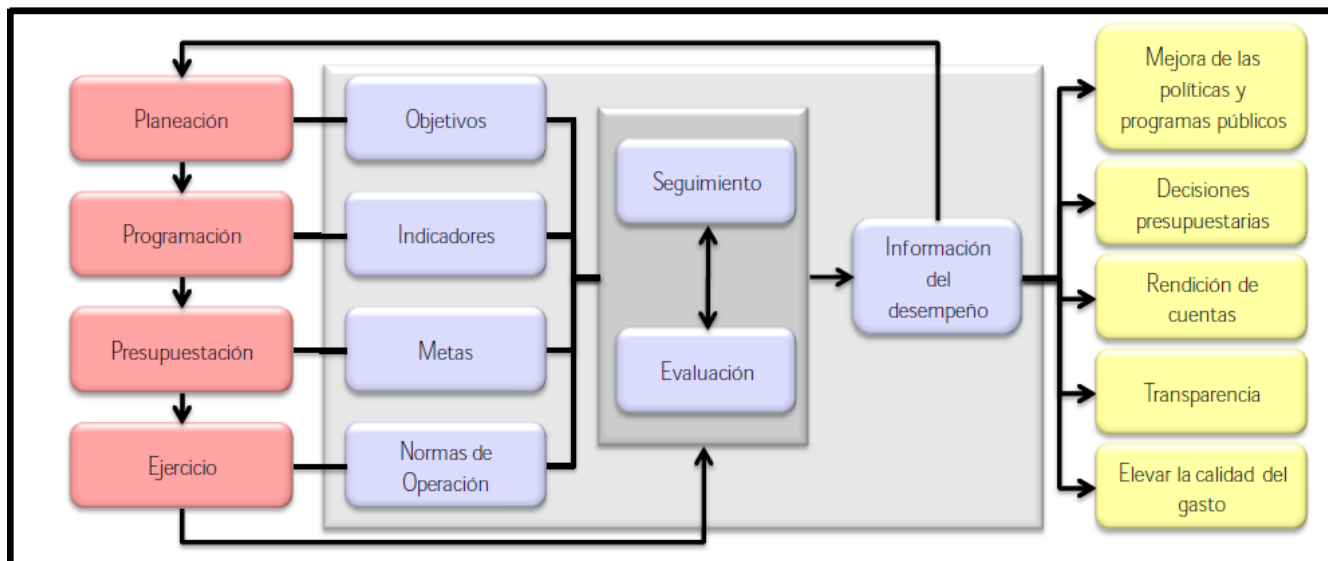 Planeación
Programación
Presupuestación
Ejercicio
Objetivos
Indicadores
Metas
Normas de
Operación
Seguimiento
Evaluación
Información
del
desempeño
Mejora de las
políticas y
programas públicos
Decisiones
presupuestarias
Rendición de
cuentas
Transparencia
Elevar la calidad del
gasto